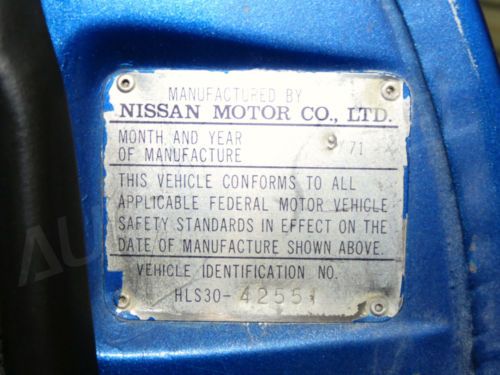 MANUFACTURED BY
NISSAN MOTOR CO., LTD.
MONTH AND YEAR
OF MANUFACTURE 9 71
THIS VEHICLE CONFORMS TO ALL
APPLICABLE FEDERAL MOTOR VEHICLE
SAFETY STANDARDS IN EFFECT ON THE
DATE OF MANUFACTURE SHOWN ABOVE.
VEHICLE IDENTIFICATION NO.
HLS30-42551